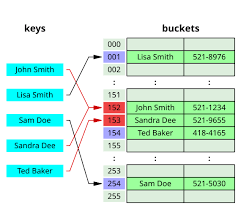 keys buckets
000
001 Lisa Smith 521-8976
002
: : :
151
152 John Smith 521-1234
153 Sandra Dee 521-9655
154 Ted Baker 418-4165
155
: : :
253
254 Sam Doe 521-5030
255
John Smith
Lisa Smith
Sam Doe
Sandra Dee
Ted Baker